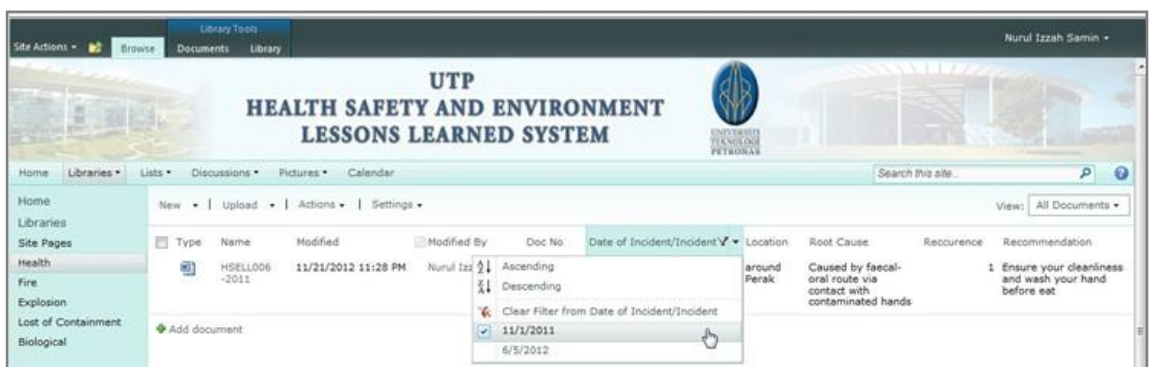 Library Tools
Site Actions
Browse
Documents
Library
Nurul Izzah Samin
UTP
HEALTH SAFETY AND ENVIRONMENT
LESSONS LEARNED SYSTEM
UNIVERSITI
TEKNOLOGI
PETRONAS
Home Libraries Lists Discussions Pictures Calendar
Search this site...
Home
Libraries
Site Pages
Health
Fire
Explosion
Lost of Containment
Biological
New | Upload | Actions | Settings
View: All Documents
Type Name Modified Modified By Doc No Date of Incident/Incident Location Root Cause Reccurence Recommendation
HSELL006
-2011
11/21/2012 11:28 PM
Nurul
around
Perak
Caused by faecal-
oral route via
contact with
contaminated hands
1
Ensure your cleanliness
and wash your hand
before eat
Ascending
Descending
Clear Filter from Date of Incident/Incident
11/1/2011
6/5/2012
Add document